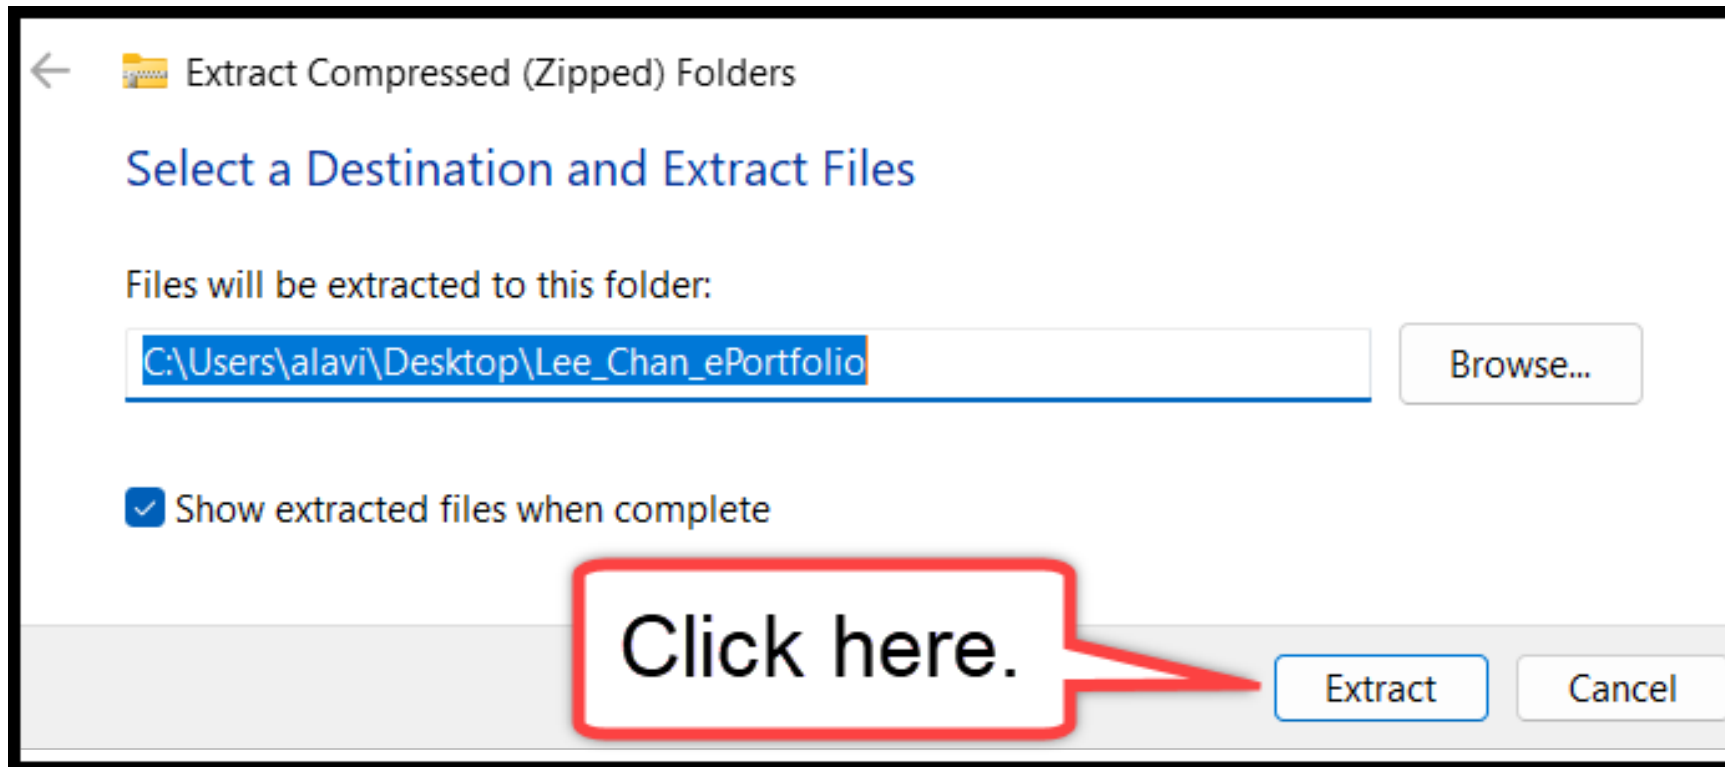 Extract Compressed (Zipped) Folders
Select a Destination and Extract Files
Files will be extracted to this folder:
C:\Users\alavi\Desktop\Lee_Chan_ePortfolio
Browse...
Show extracted files when complete
Click here.
Extract
Cancel